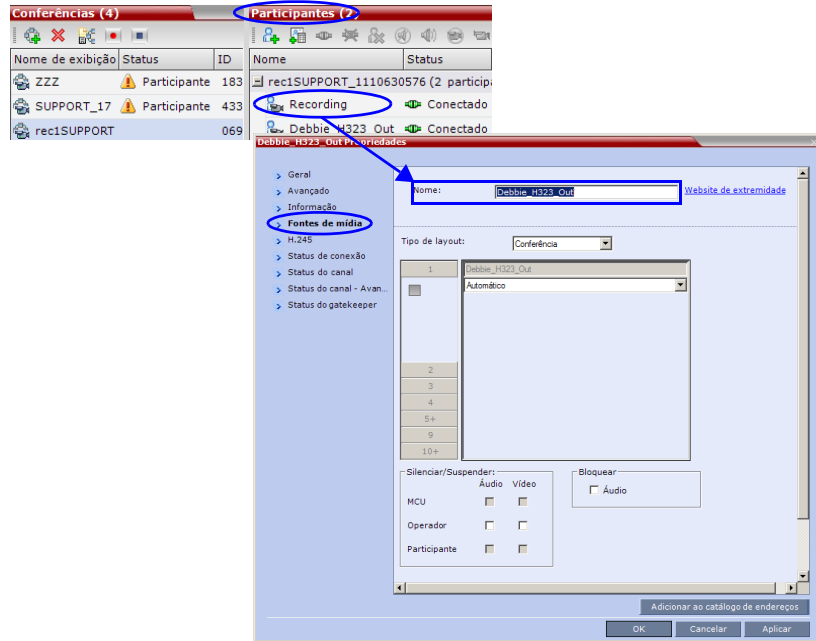 Conferências (4)
Nome de exibição Status ID
ZZZ Participante 183
SUPPORT_17 Participante 433
rec1SUPPORT 069
Participantes (2
Nome Status
rec1SUPPORT_1110630576 (2 particip
Recording Conectado
Debbie_H323_Out Conectado
Debbie_H323_Out Propriedades
Geral
Avançado
Informação
Fontes de mídia
H.245
Status de conexão
Status do canal
Status do canal - Avan...
Status do gatekeeper
Nome: Debbie_H323_Out Website de extremidade
Tipo de layout: Conferência
1 Debbie_H323_Out
Automático
2
3
4
5+
9
10+
Silenciar/Suspender:
Áudio Vídeo
MCU
Operador
Participante
Bloquear
Áudio
Adicionar ao catálogo de endereços
OK Cancelar Aplicar